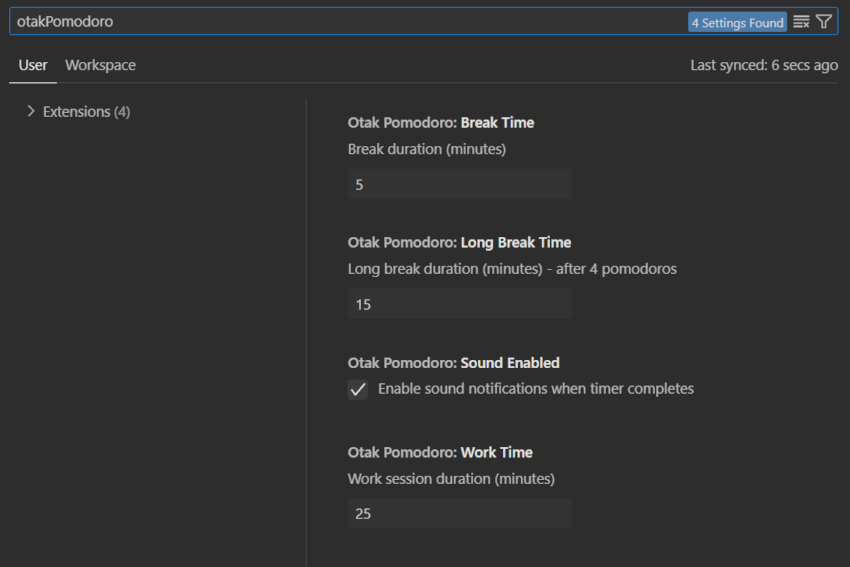 otakPomodoro 4 Settings Found
User Workspace Last synced: 6 secs ago
Extensions (4)
Otak Pomodoro: Break Time
Break duration (minutes)
5
Otak Pomodoro: Long Break Time
Long break duration (minutes) - after 4 pomodoros
15
Otak Pomodoro: Sound Enabled
Enable sound notifications when timer completes
Otak Pomodoro: Work Time
Work session duration (minutes)
25